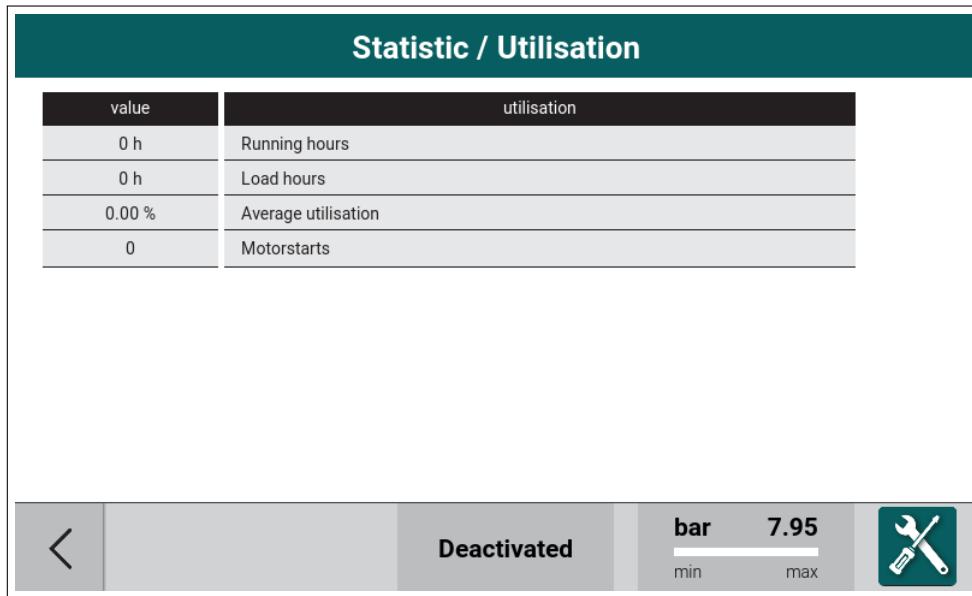 Statistic / Utilisation
value utilisation
0 h Running hours
0 h Load hours
0.00 % Average utilisation
0 Motorstarts
Deactivated
bar 7.95
min max